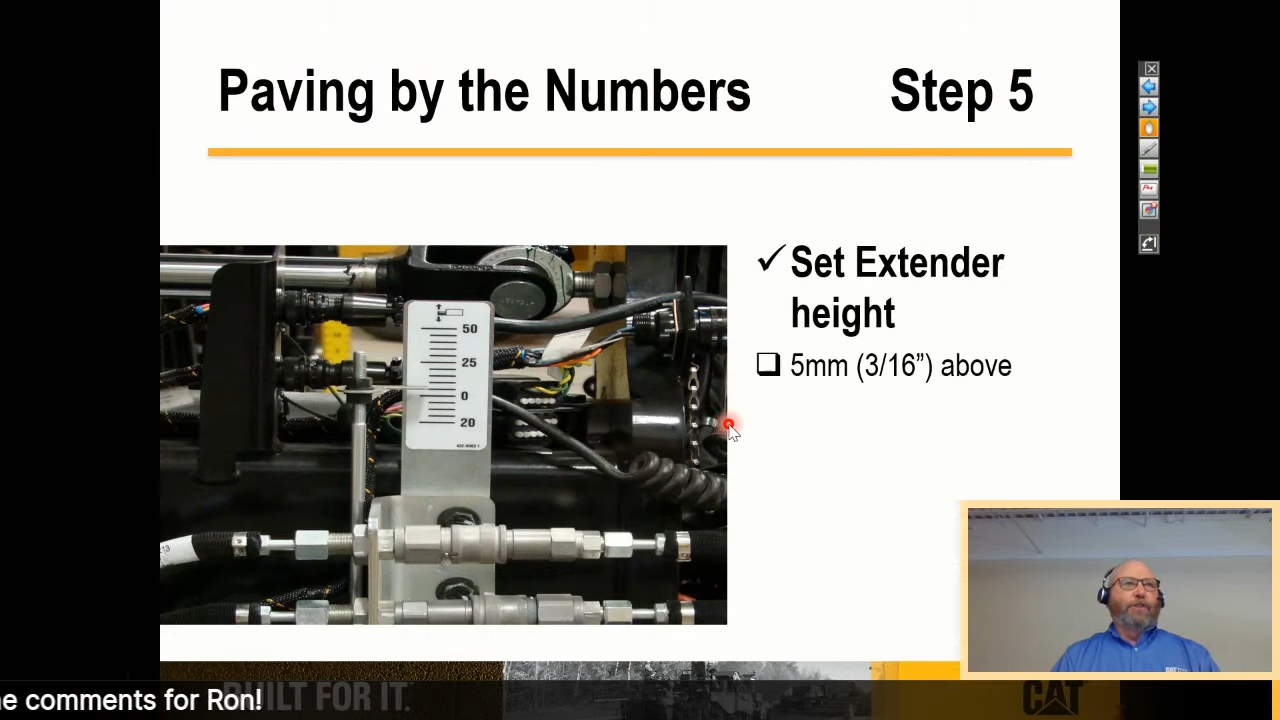 Paving by the Numbers Step 5
✓ Set Extender
height
❑ 5mm (3/16”) above
50
25
0
20
BUILT FOR IT.
CAT
e comments for Ron!